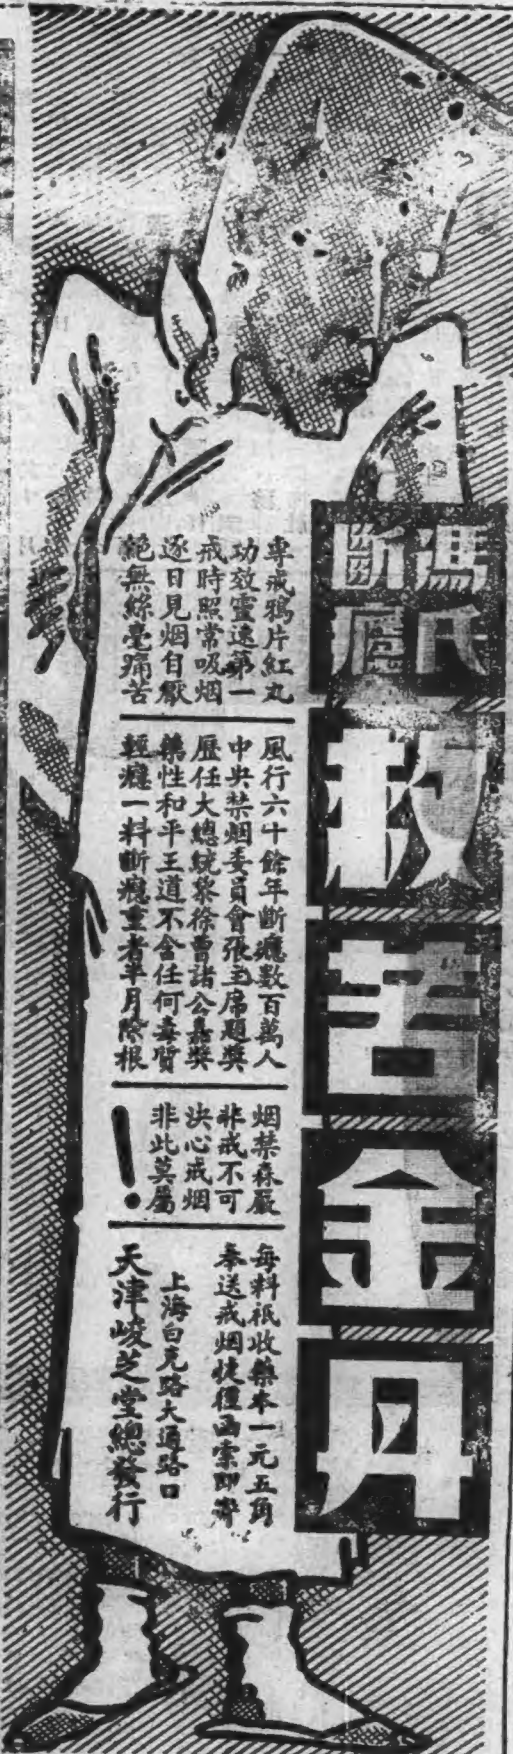 馮氏
斷癮
救苦金丹
專戒鴉片紅丸
功效靈速第一
戒時照常吸烟
逐日見烟自厭
絕無絲毫痛苦
風行六十餘年斷癮數百萬人
中央禁烟委員會張主席題獎
歷任大總統黎徐曹諸公嘉獎
藥性和平王道不含任何毒質
輕癮一料斷癮重者半月除根
烟禁森嚴
非戒不可
決心戒烟
非此莫屬
!
每料祇收藥本一元五角
奉送戒烟捷徑函索即寄
上海白克路大通路口
天津峻芝堂總發行